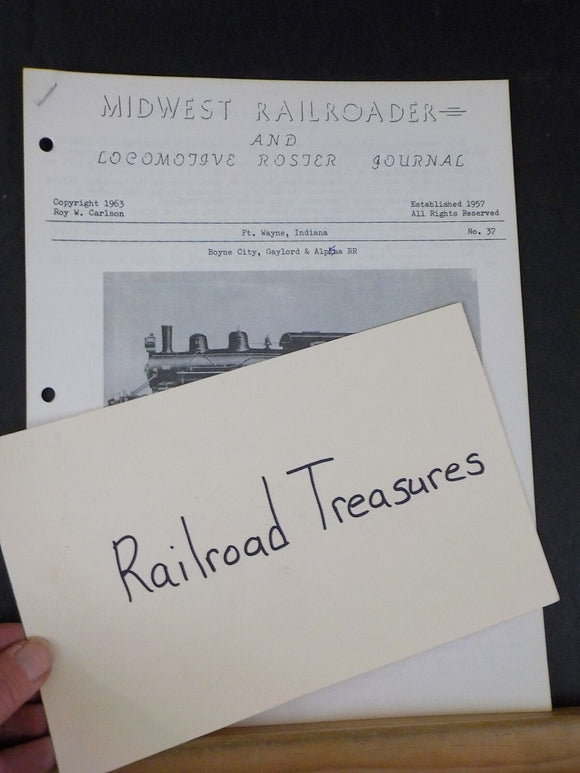 MIDWEST RAILROADER
AND
LOCOMOTIVE ROSTER JOURNAL
Copyright 1963
Roy W. Carlson
Established 1957
All Rights Reserved
Ft. Wayne, Indiana
No. 37
Boyne City, Gaylord & Alpena RR
Railroad Treasures